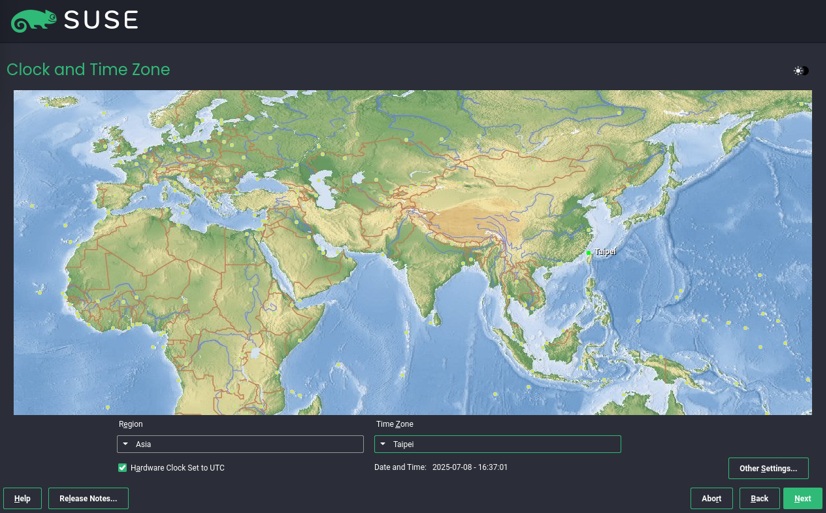 SUSE
Clock and Time Zone
Taipei
Region
Time Zone
Asia
Taipei
Hardware Clock Set to UTC
Date and Time: 2025-07-08 - 16:37:01
Other Settings...
Help
Release Notes...
Abort
Back
Next